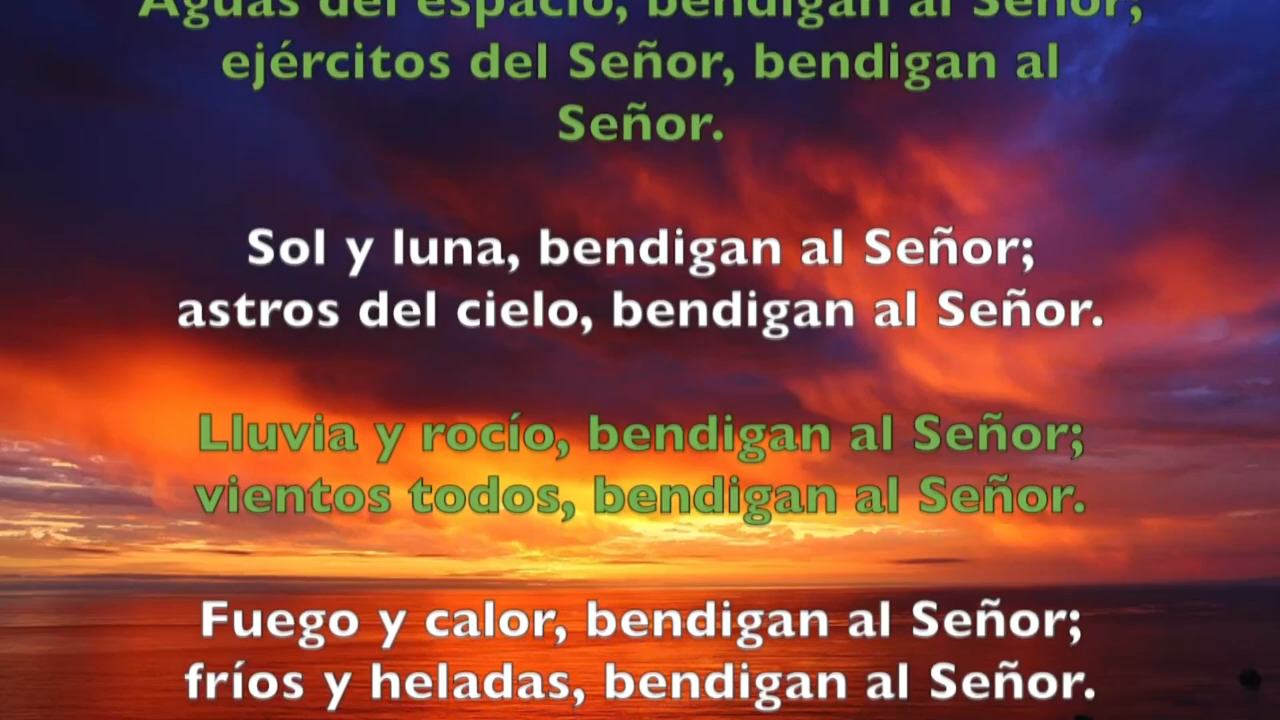 Aguas del espacio, bendigan al Señor;
ejércitos del Señor, bendigan al
Señor.
Sol y luna, bendigan al Señor;
astros del cielo, bendigan al Señor.
Lluvia y rocío, bendigan al Señor;
vientos todos, bendigan al Señor.
Fuego y calor, bendigan al Señor;
fríos y heladas, bendigan al Señor.